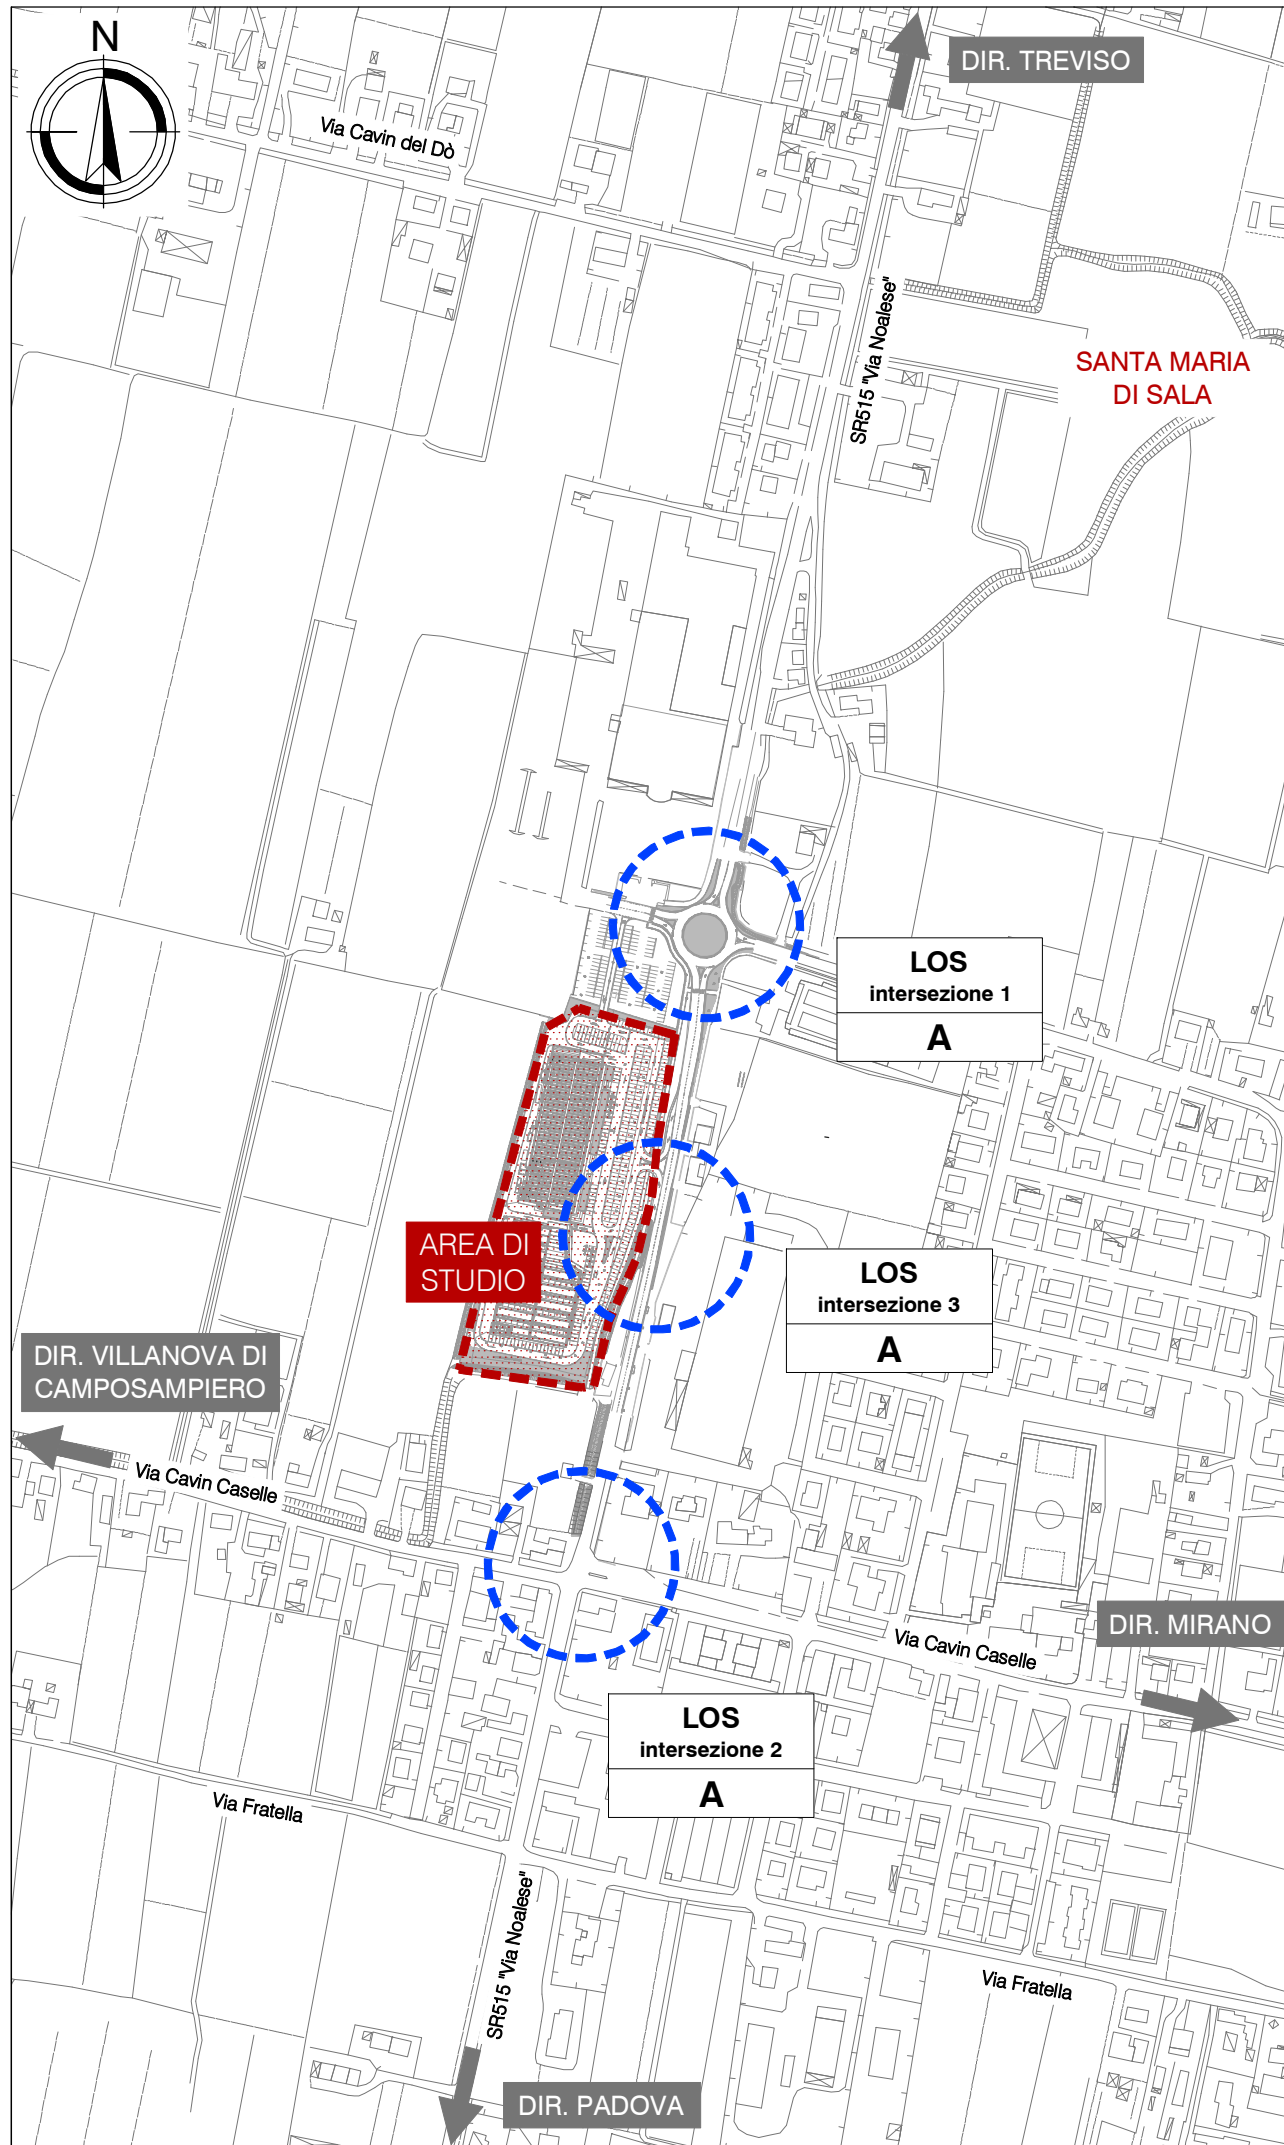 N
DIR. TREVISO
Via Cavin del Dò
SR515 "Via Noalese"
SANTA MARIA
DI SALA
LOS
intersezione 1
A
AREA DI
STUDIO
LOS
intersezione 3
A
DIR. VILLANOVA DI
CAMPOSAMPIERO
Via Cavin Caselle
DIR. MIRANO
Via Cavin Caselle
LOS
intersezione 2
A
Via Fratella
SR515 "Via Noalese"
Via Fratella
DIR. PADOVA